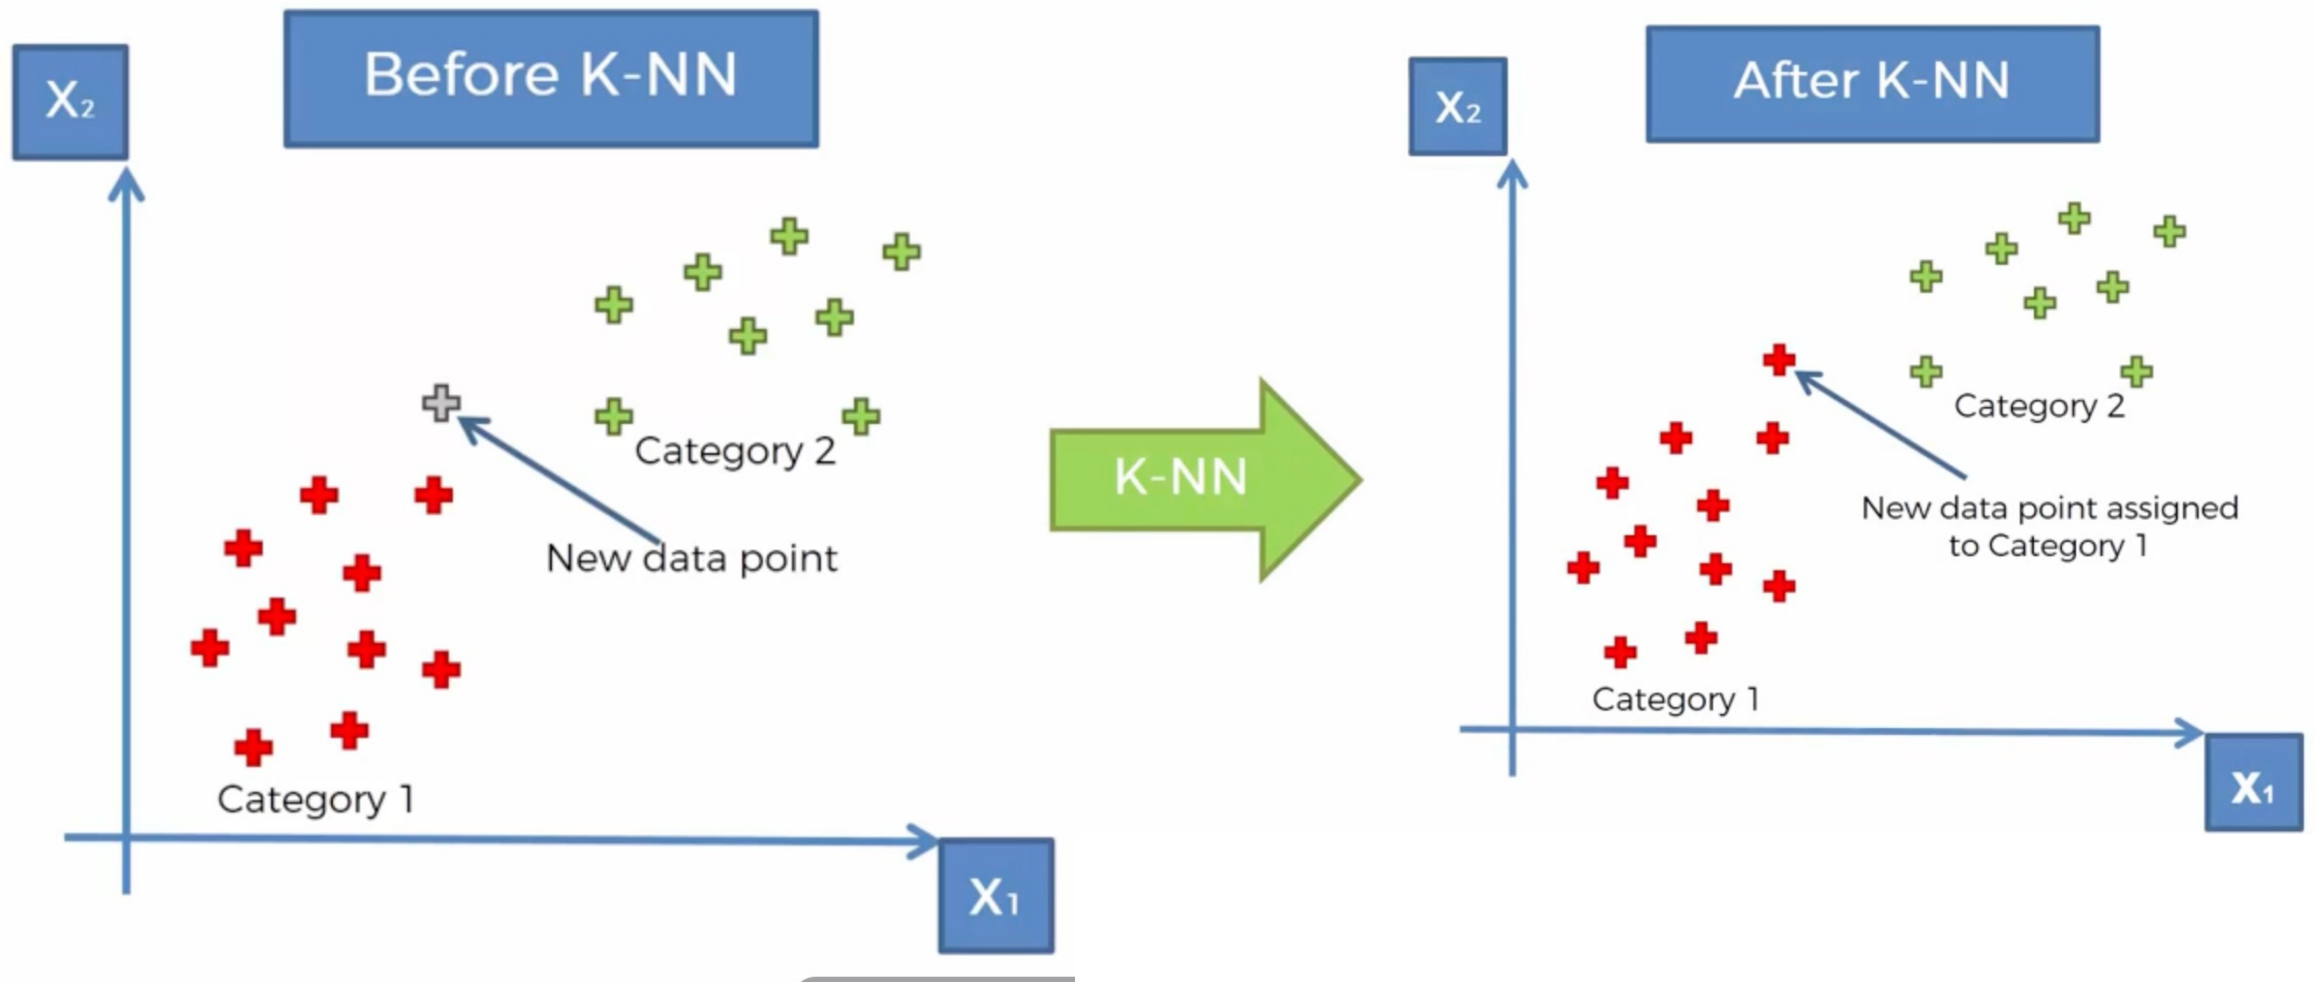 Before K-NN
X₂
Category 2
New data point
Category 1
X₁
K-NN
After K-NN
X₂
Category 2
New data point assigned
to Category 1
Category 1
X₁